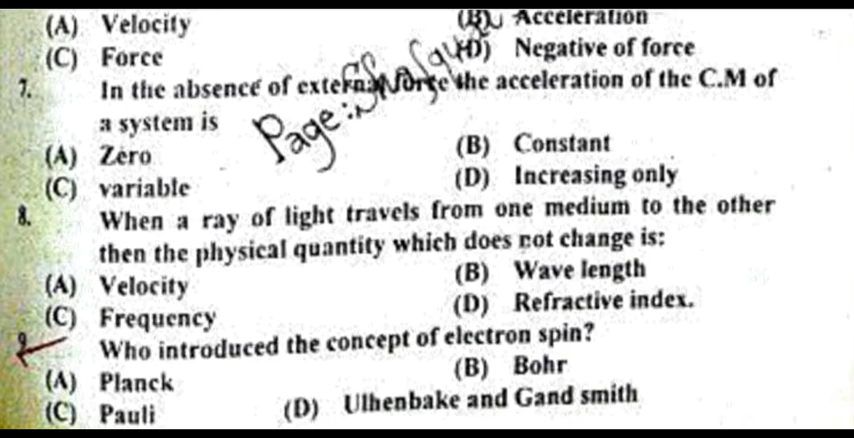 (A) Velocity (B) Acceleration
(C) Force (D) Negative of force
7. In the absence of external force the acceleration of the C.M of
a system is
(A) Zero (B) Constant
(C) variable (D) Increasing only
8. When a ray of light travels from one medium to the other
then the physical quantity which does not change is:
(A) Velocity (B) Wave length
(C) Frequency (D) Refractive index.
9. Who introduced the concept of electron spin?
(A) Planck (B) Bohr
(C) Pauli (D) Ulhenbake and Gand smith
Page: